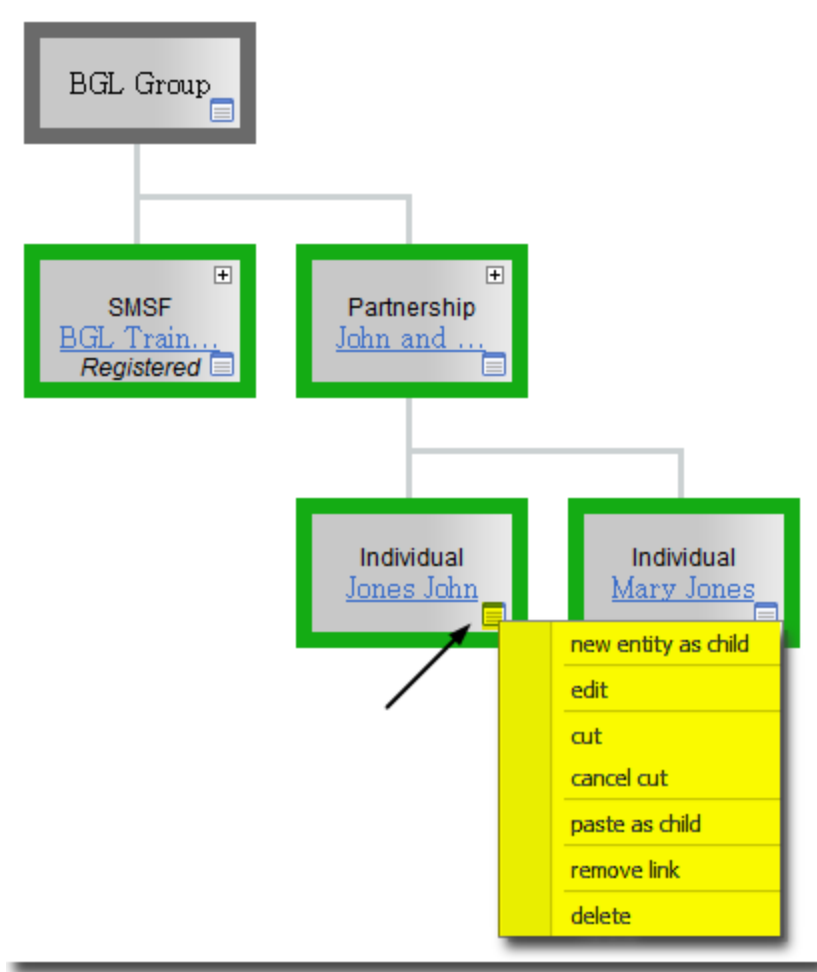 BGL Group
SMSF
BGL Train...
Registered
Partnership
John and ...
Individual
Jones John
Individual
Mary Jones
new entity as child
edit
cut
cancel cut
paste as child
remove link
delete